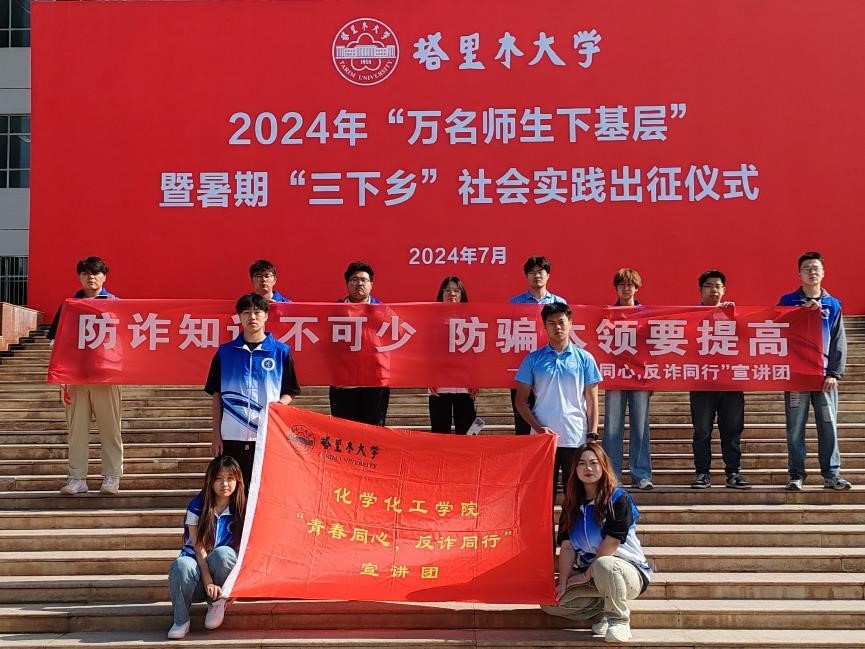 塔里木大学
TARIM UNIVERSITY
2024年“万名师生下基层”
暨暑期“三下乡”社会实践出征仪式
2024年7月
防诈知 不可少 防骗 领要提高
同心,反诈同行”宣讲团
塔里木大学
TARIM UNIVERSITY
化学化工学院
“青春同心，反诈同行”
宣讲团